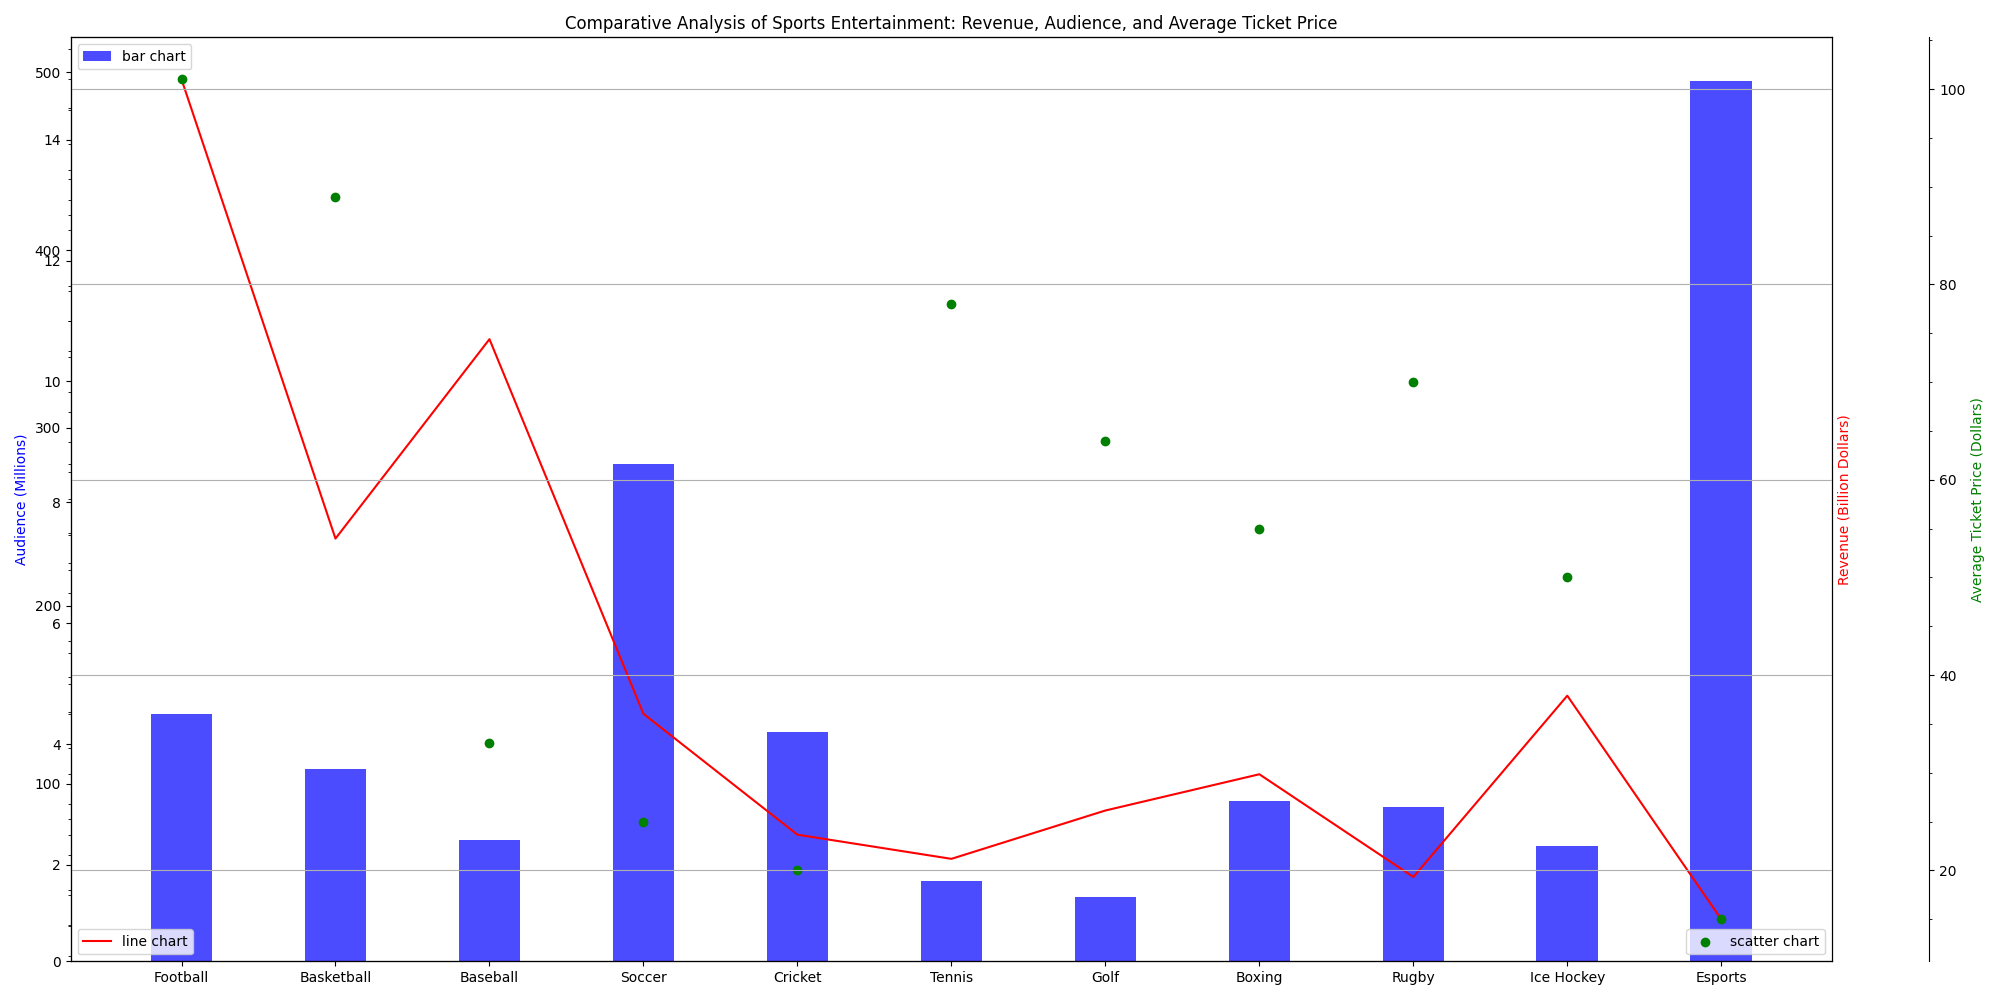 Comparative Analysis of Sports Entertainment: Revenue, Audience, and Average Ticket Price
bar chart
500
14
400
12
10
300
8
200
6
4
100
2
0
Audience (Millions)
Revenue (Billion Dollars)
100
80
60
40
20
Average Ticket Price (Dollars)
line chart
scatter chart
Football Basketball Baseball Soccer Cricket Tennis Golf Boxing Rugby Ice Hockey Esports